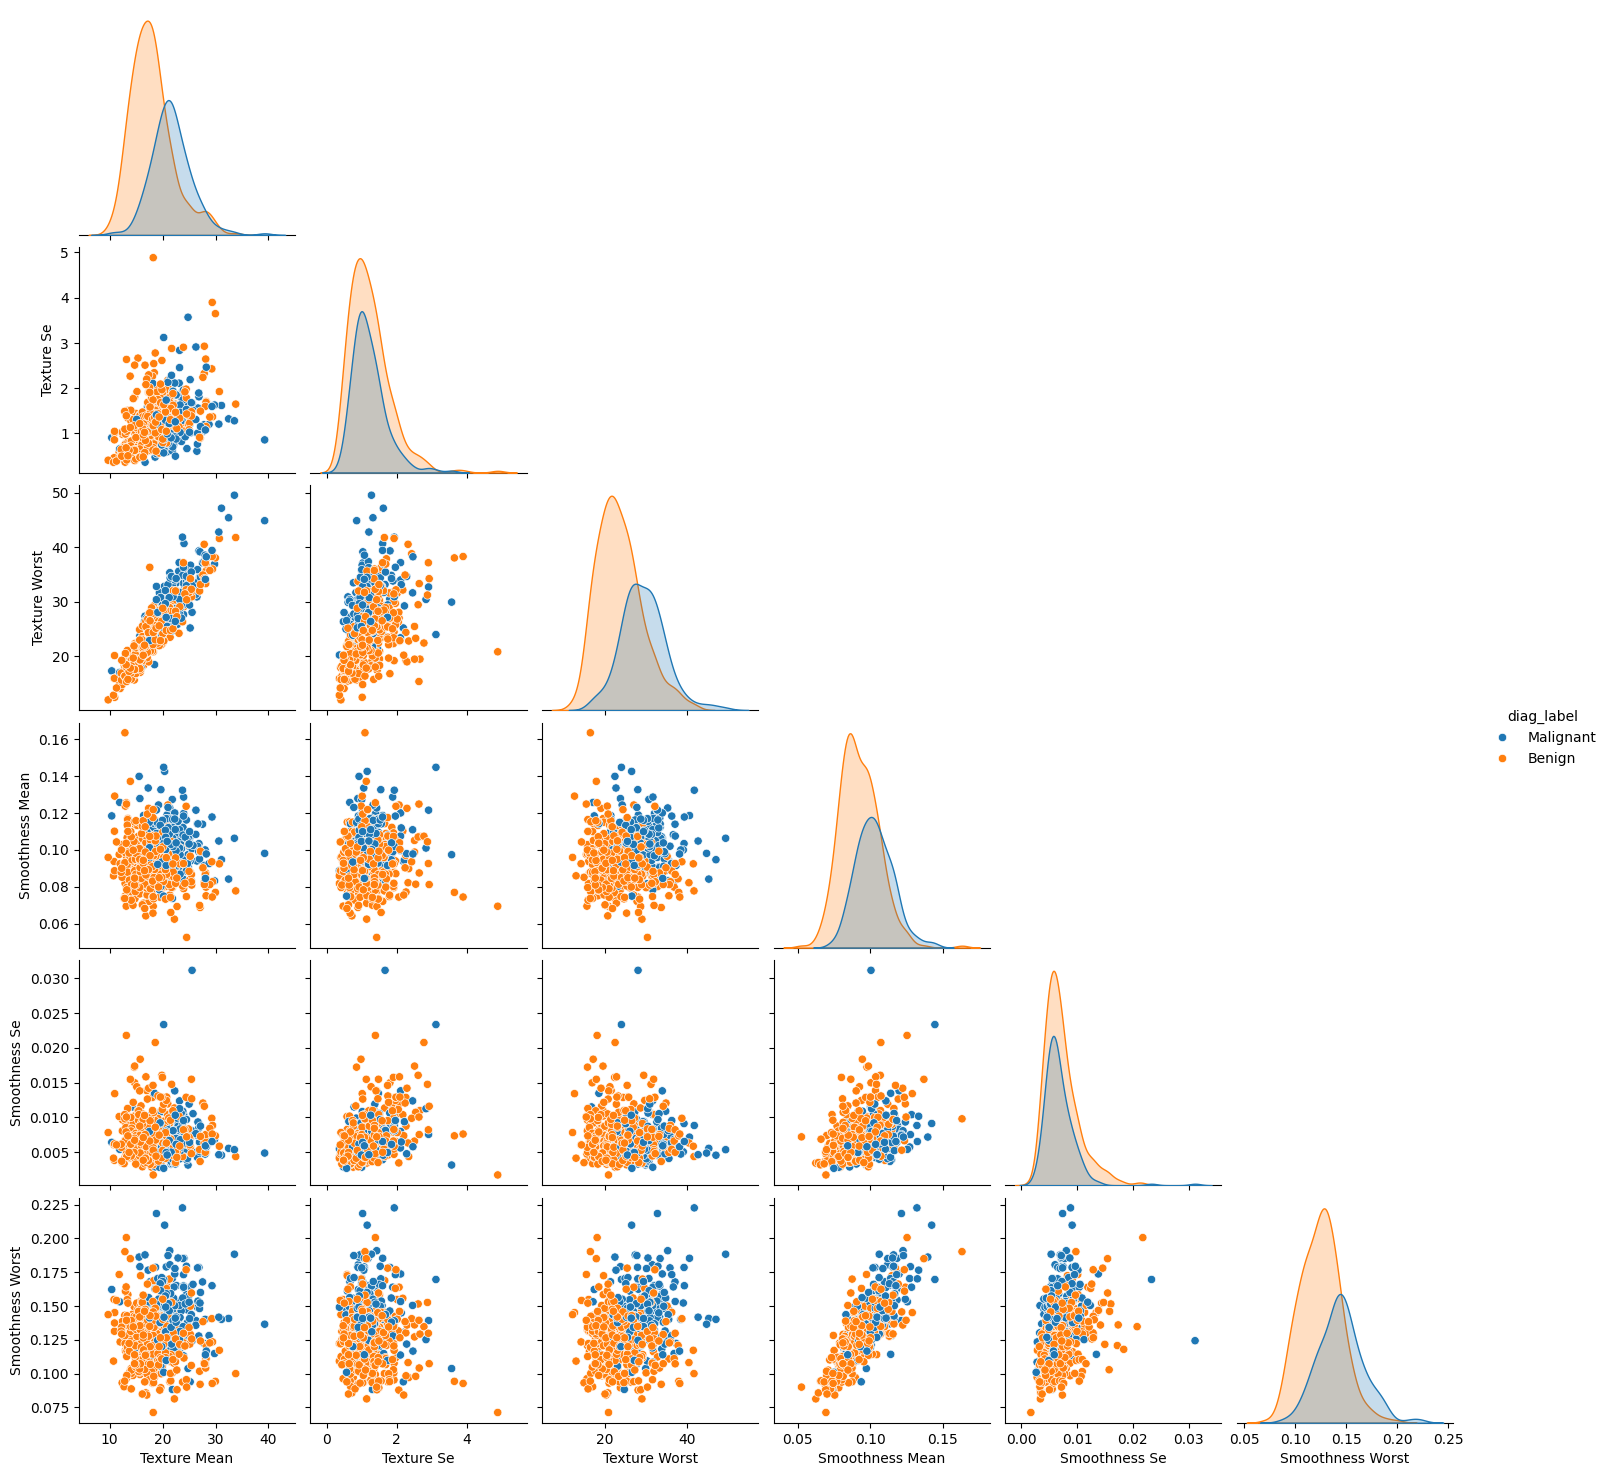 5
4
3
2
1
Texture Se
50
40
30
20
Texture Worst
0.16
0.14
0.12
0.10
0.08
0.06
Smoothness Mean
diag_label
Malignant
Benign
0.030
0.025
0.020
0.015
0.010
0.005
Smoothness Se
0.225
0.200
0.175
0.150
0.125
0.100
0.075
Smoothness Worst
10 20 30 40
0 2 4
20 40
0.05 0.10 0.15
0.00 0.01 0.02 0.03
0.05 0.10 0.15 0.20 0.25
Texture Mean
Texture Se
Texture Worst
Smoothness Mean
Smoothness Se
Smoothness Worst